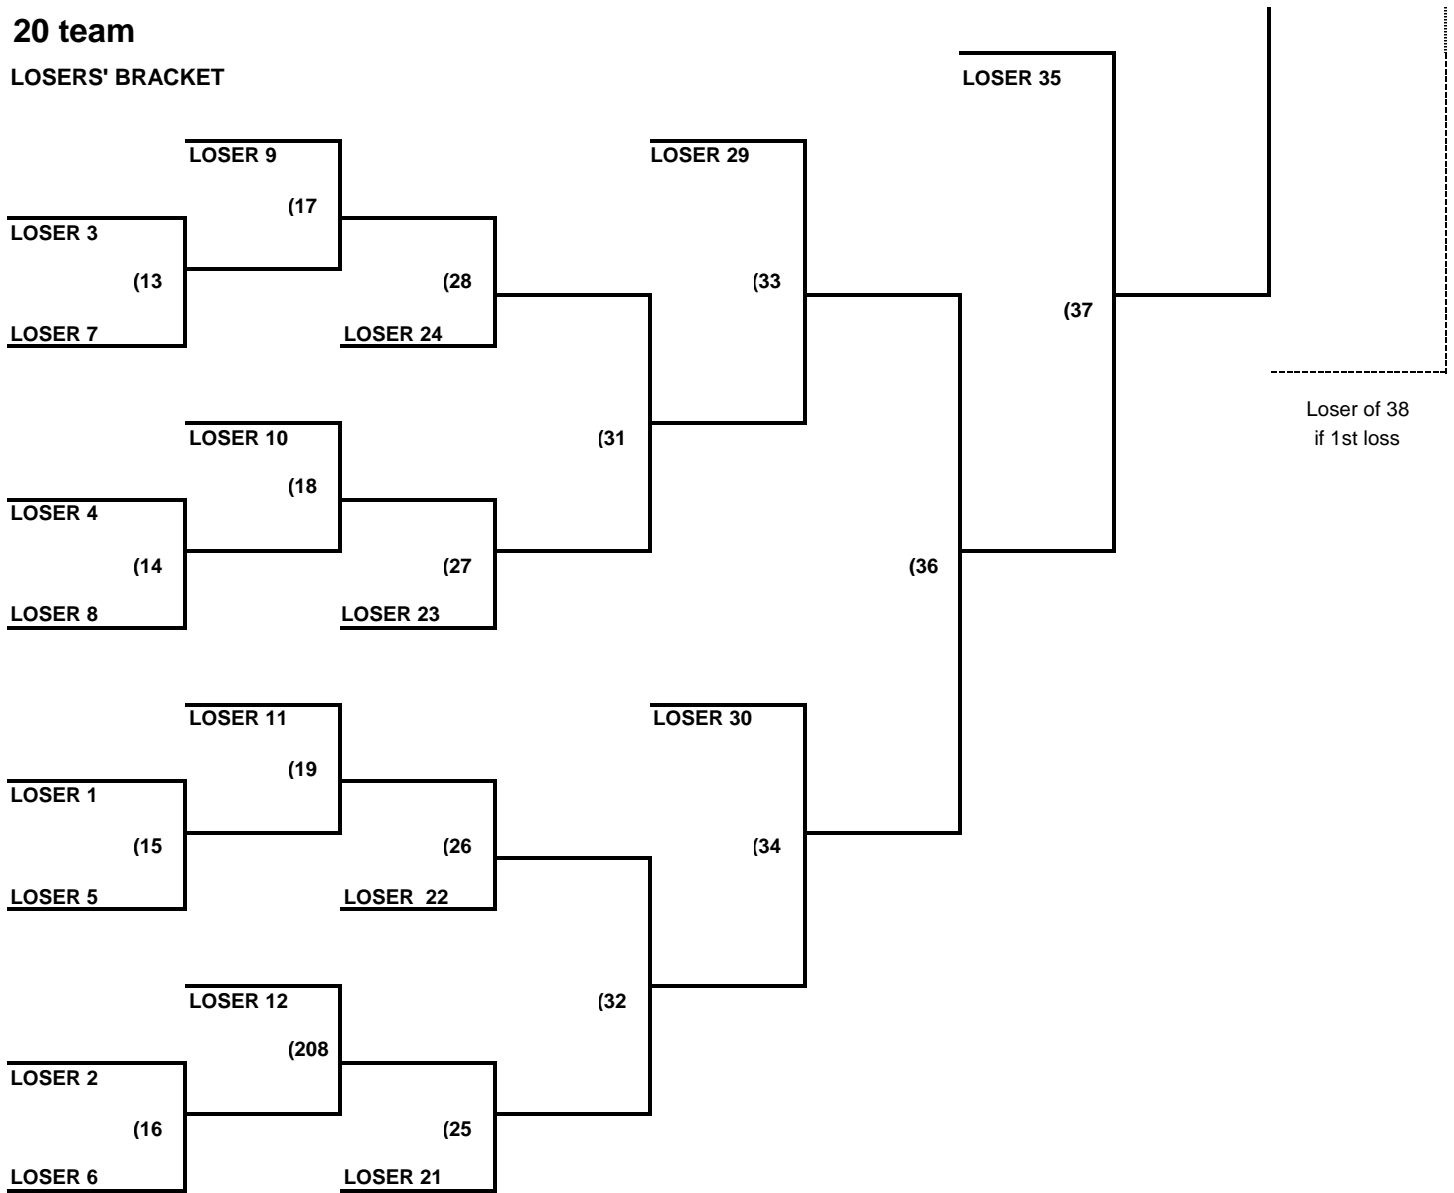 20 team
LOSERS' BRACKET
LOSER 35
LOSER 9
LOSER 29
(17
LOSER 3
(13
(28
(33
(37
LOSER 7
LOSER 24
Loser of 38
if 1st loss
LOSER 10
(31
(18
LOSER 4
(14
(27
(36
LOSER 8
LOSER 23
LOSER 11
LOSER 30
(19
LOSER 1
(15
(26
(34
LOSER 5
LOSER  22
LOSER 12
(32
(208
LOSER 2
(16
(25
LOSER 6
LOSER 21